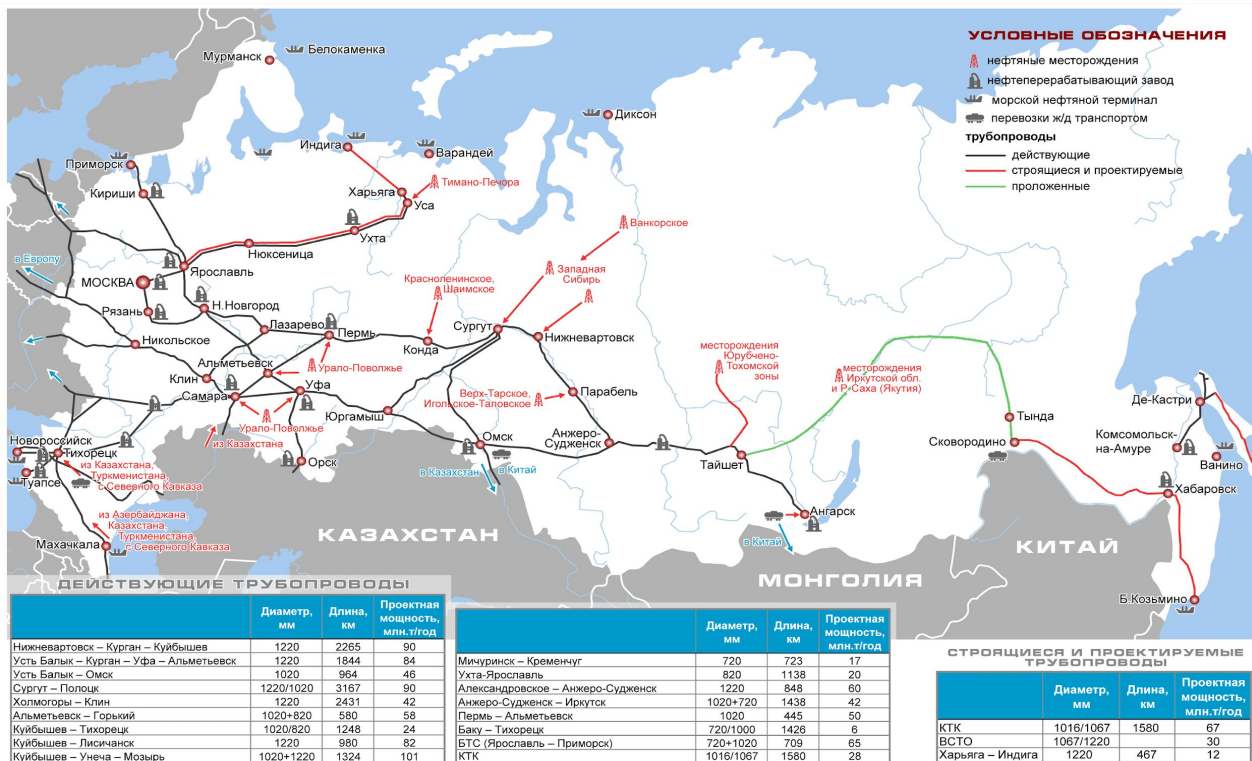 УСЛОВНЫЕ ОБОЗНАЧЕНИЯ
нефтяные месторождения
нефтеперерабатывающий завод
морской нефтяной терминал
перевозки ж/д транспортом
трубопроводы
действующие
строящиеся и проектируемые
проложенные
Белокаменка
Мурманск
Диксон
Индига
Варандей
Приморск
Тимано-Печора
Харьяга
Кириши
Уса
Ванкорское
Ухта
Нюксеница
в Европу
Ярославль
Западная
Сибирь
МОСКВА
Красноленинское,
Шаимское
Н.Новгород
Рязань
Лазарево
Пермь
Сургут
Нижневартовск
Никольское
Конда
месторождения
Юрубчено-
Тохомской
зоны
Альметьевск
Урало-Поволжье
месторождения
Иркутской обл.
и Р.Саха (Якутия)
Клин
Уфа
Самара
Верх-Тарское,
Игольское-Таловское
Парабель
Де-Кастри
Юргамыш
Тында
Урало-Поволжье
Новороссийск
из Казахстана
Омск
Анжеро-
Судженск
Сковородино
Комсомольск-
на-Амуре
Тихорецк
Орск
Тайшет
Ванино
из Казахстана,
Туркменистана,
с Северного Кавказа
в Казахстан
в Китай
Туапсе
Хабаровск
из Азербайджана,
Казахстана,
Туркменистана,
с Северного Кавказа
Ангарск
КАЗАХСТАН
в Китай
КИТАЙ
Махачкала
МОНГОЛИЯ
Б.Козьмино
ДЕЙСТВУЮЩИЕ ТРУБОПРОВОДЫ
Диаметр, мм Длина, км Проектная мощность, млн.т/год
Нижневартовск – Курган – Куйбышев 1220 2265 90
Усть Балык – Курган – Уфа – Альметьевск 1220 1844 84
Усть Балык – Омск 1020 964 46
Сургут – Полоцк 1220/1020 3167 90
Холмогоры – Клин 1220 2431 42
Альметьевск – Горький 1020+820 580 58
Куйбышев – Тихорецк 1020/820 1248 24
Куйбышев – Лисичанск 1220 980 82
Куйбышев – Унеча – Мозырь 1020+1220 1324 101
Диаметр, мм Длина, км Проектная мощность, млн.т/год
Мичуринск – Кременчуг 720 723 17
Ухта-Ярославль 820 1138 20
Александровское – Анжеро-Судженск 1220 848 60
Анжеро-Судженск – Иркутск 1020+720 1438 42
Пермь – Альметьевск 1020 445 50
Баку – Тихорецк 720/1000 1426 6
БТС (Ярославль – Приморск) 720+1020 709 65
КТК 1016/1067 1580 28
СТРОЯЩИЕСЯ И ПРОЕКТИРУЕМЫЕ
ТРУБОПРОВОДЫ
Диаметр, мм Длина, км Проектная мощность, млн.т/год
КТК 1016/1067 1580 67
ВСТО 1067/1220 30
Харьяга – Индига 1220 467 12